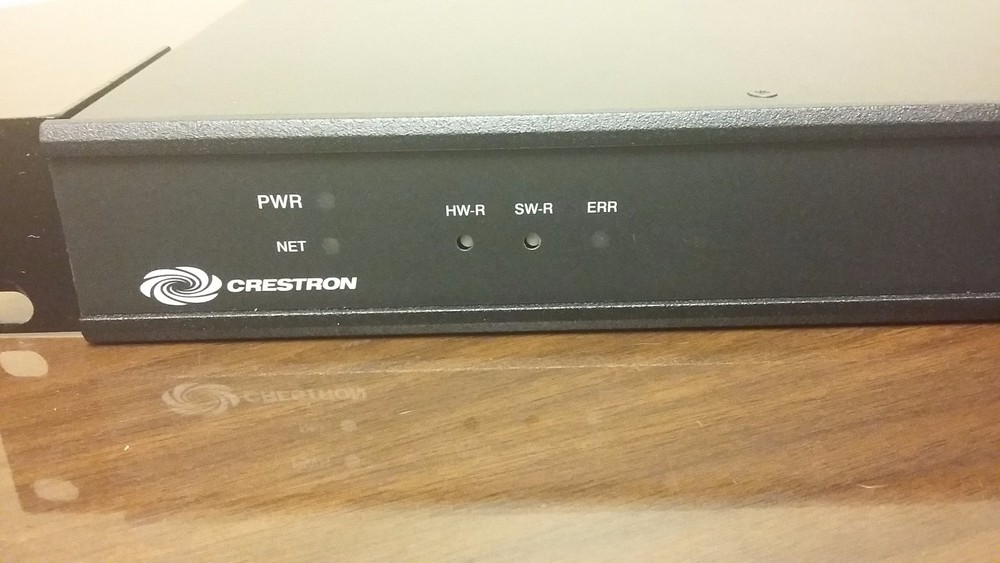 PWR
HW-R SW-R ERR
NET
CRESTRON